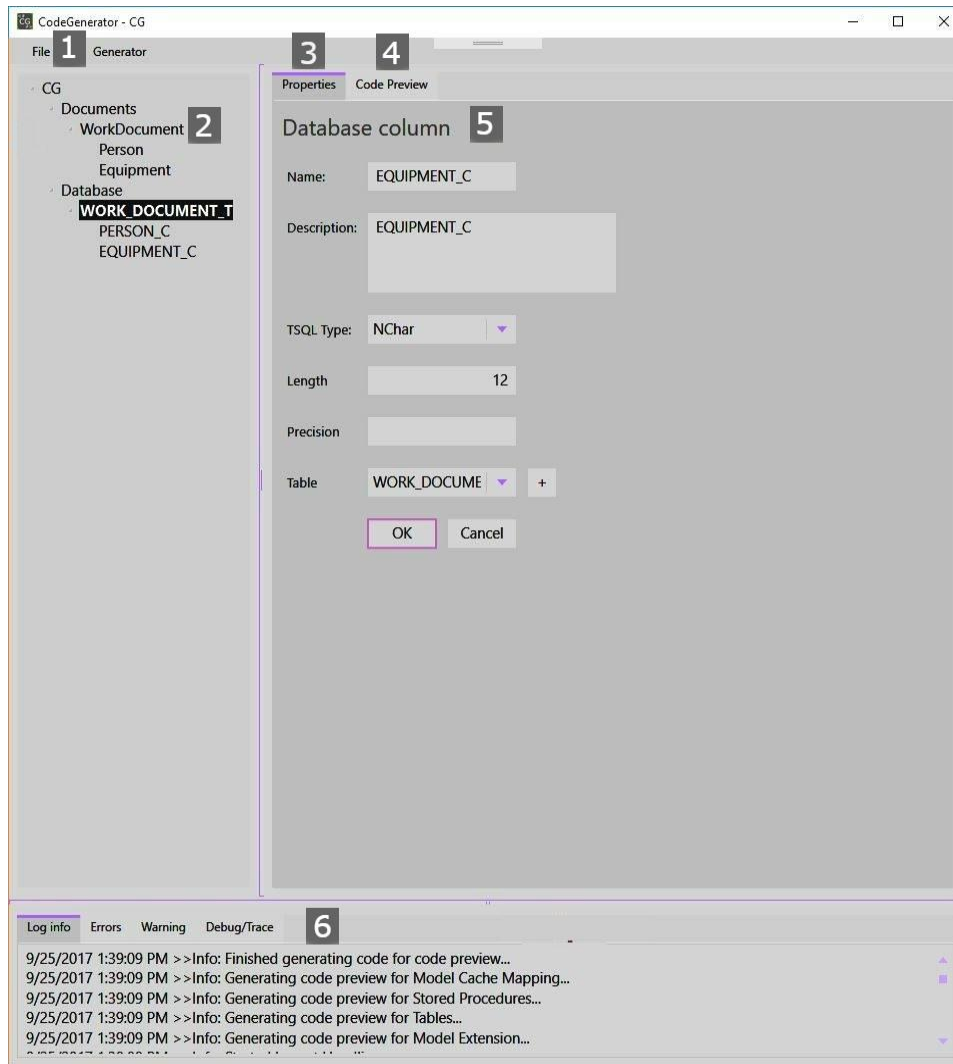 CG CodeGenerator - CG
File 1 Generator
3 4
Properties Code Preview
CG
Documents
WorkDocument 2
Person
Equipment
Database
WORK_DOCUMENT_T
PERSON_C
EQUIPMENT_C
Database column 5
Name: EQUIPMENT_C
Description: EQUIPMENT_C
TSQL Type: NChar
Length 12
Precision
Table WORK_DOCUME +
OK Cancel
Log info Errors Warning Debug/Trace 6
9/25/2017 1:39:09 PM >>Info: Finished generating code for code preview...
9/25/2017 1:39:09 PM >>Info: Generating code preview for Model Cache Mapping...
9/25/2017 1:39:09 PM >>Info: Generating code preview for Stored Procedures...
9/25/2017 1:39:09 PM >>Info: Generating code preview for Tables...
9/25/2017 1:39:09 PM >>Info: Generating code preview for Model Extension...